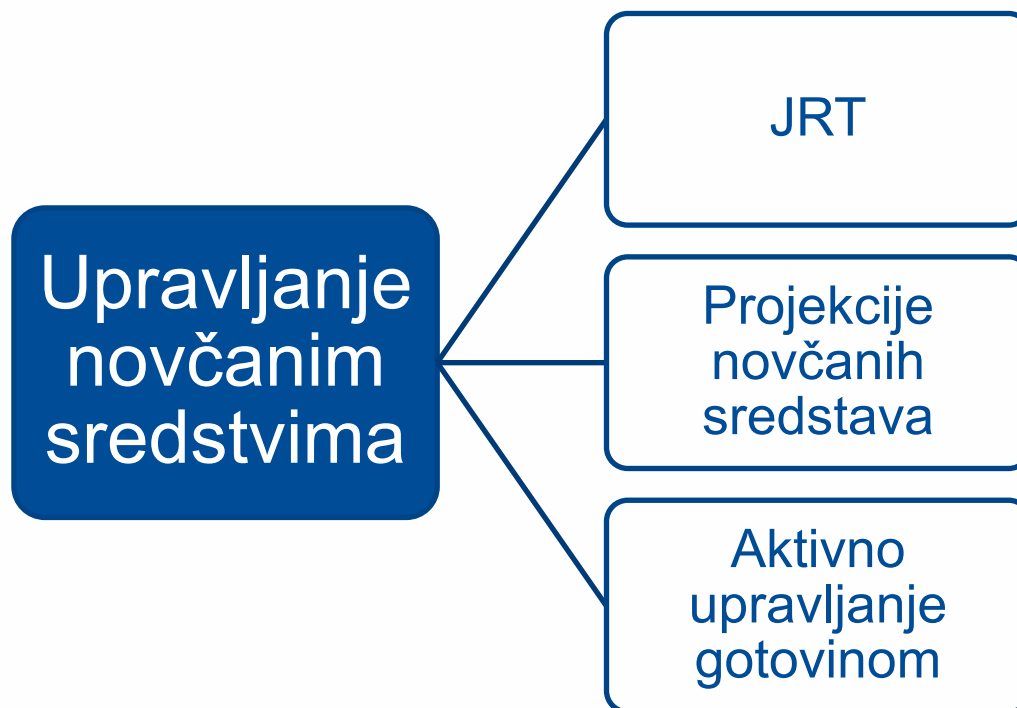 Upravljanje
novčanim
sredstvima
JRT
Projekcije
novčanih
sredstava
Aktivno
upravljanje
gotovinom